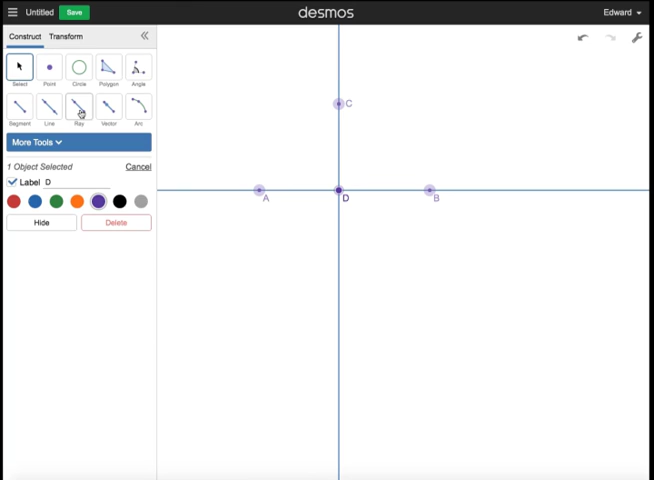 Untitled Save desmos Edward
Construct Transform
Select Point Circle Polygon Angle
Segment Line Ray Vector Arc
More Tools
1 Object Selected Cancel
Label D
Hide Delete
C
A D B